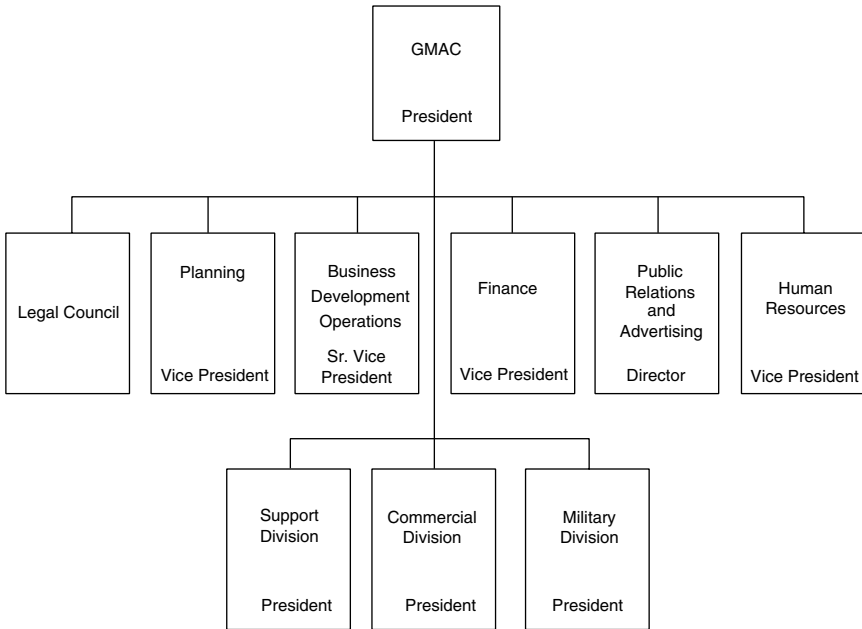 GMAC
President
Legal Council
Planning
Vice President
Business
Development
Operations
Sr. Vice
President
Finance
Vice President
Public
Relations
and
Advertising
Director
Human
Resources
Vice President
Support
Division
President
Commercial
Division
President
Military
Division
President